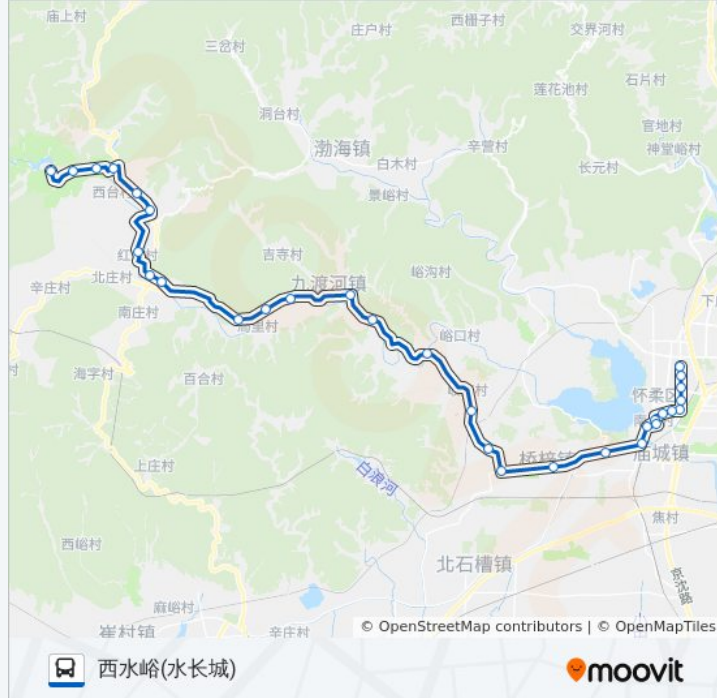 庙上村
庄户村
西栅子村
交界河村
三岔村
石片村
莲花池村
洞台村
官地村
渤海镇
辛营村
神堂峪村
白木村
长元村
西台
景峪村
吉寺村
北庄村
九渡河镇
峪沟村
辛庄村
南庄村
峪口村
海字村
百合村
怀柔区
庙城镇
上庄村
白浪河
焦村
西峪村
北石槽镇
京沈路
麻峪村
辛庄村
崔村镇
© OpenStreetMap contributors | © OpenMapTiles
西水峪(水长城)
moovit